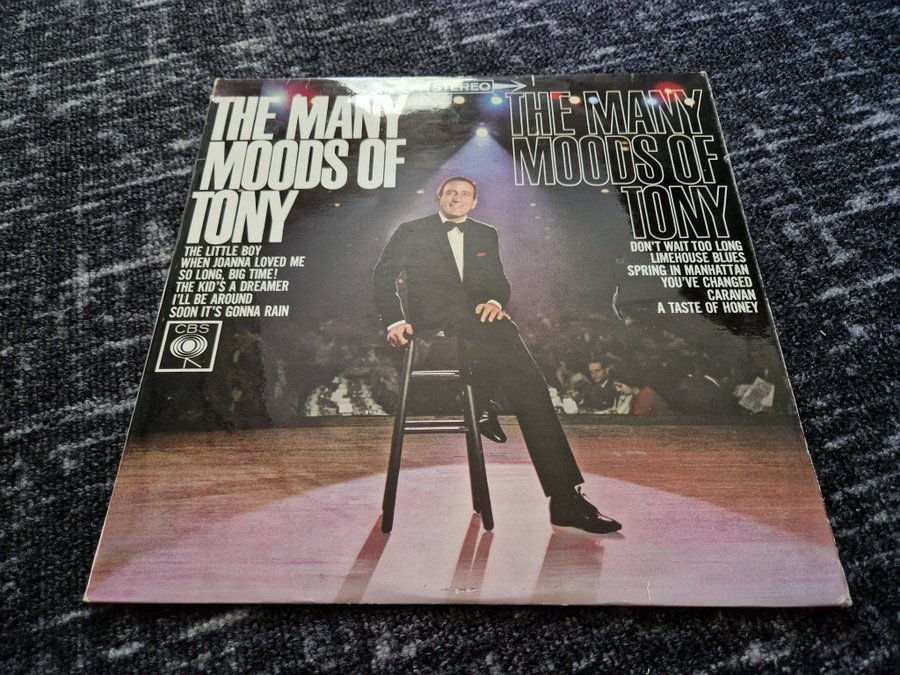 STEREO
THE MANY
MOODS OF
TONY
THE LITTLE BOY
WHEN JOANNA LOVED ME
SO LONG, BIG TIME!
THE KID'S A DREAMER
I'LL BE AROUND
SOON IT'S GONNA RAIN
CBS
THE MANY
MOODS OF
TONY
DON'T WAIT TOO LONG
LIMEHOUSE BLUES
SPRING IN MANHATTAN
YOU'VE CHANGED
CARAVAN
A TASTE OF HONEY